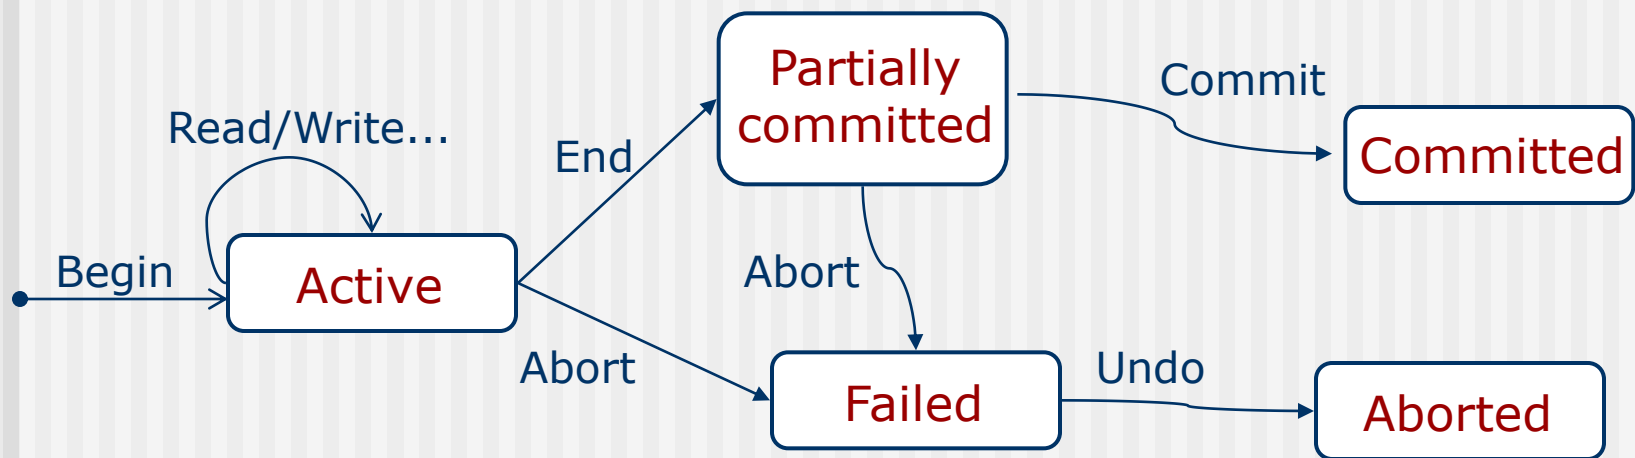 Partially
committed
Commit
Read/Write...
End
Committed
Begin
Active
Abort
Abort
Failed
Undo
Aborted